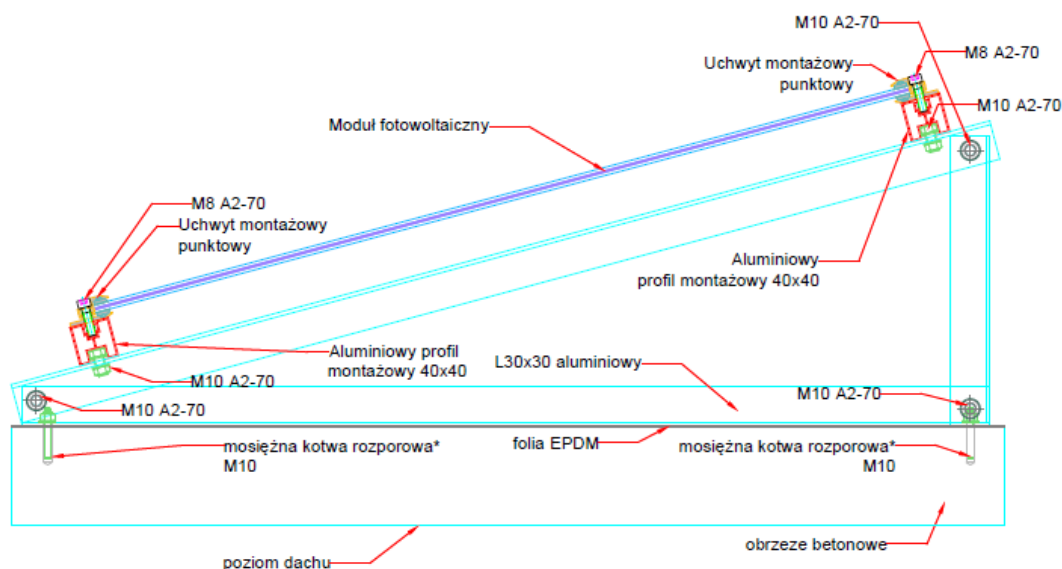 M10 A2-70
Uchwyt montażowy
punktowy
M8 A2-70
M10 A2-70
Moduł fotowoltaiczny
M8 A2-70
Uchwyt montażowy
punktowy
Aluminiowy
profil montażowy 40x40
Aluminiowy profil
montażowy 40x40
L30x30 aluminiowy
M10 A2-70
M10 A2-70
M10 A2-70
mosiężna kotwa rozporowa*
M10
folia EPDM
mosiężna kotwa rozporowa*
M10
obrzeze betonowe
poziom dachu